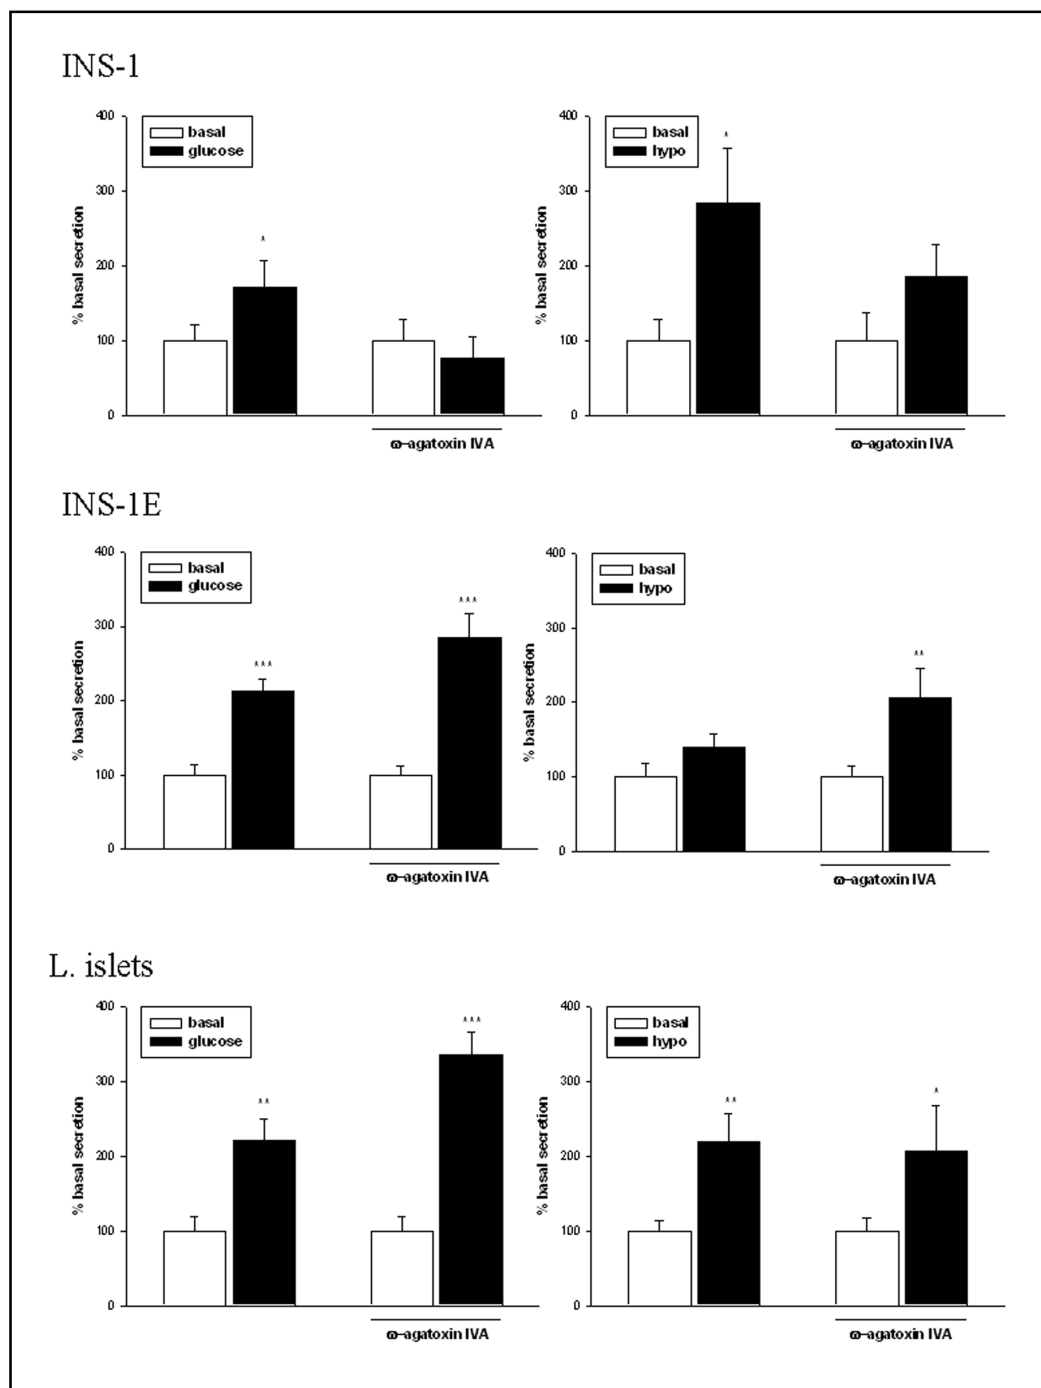 INS-1
400
300
200
100
0
% basal secretion
basal
glucose
*
ω-agatoxin IVA
400
300
200
100
0
% basal secretion
basal
hypo
*
ω-agatoxin IVA
INS-1E
400
300
200
100
0
% basal secretion
basal
glucose
***
***
ω-agatoxin IVA
400
300
200
100
0
% basal secretion
basal
hypo
**
ω-agatoxin IVA
L. islets
400
300
200
100
0
% basal secretion
basal
glucose
**
***
ω-agatoxin IVA
400
300
200
100
0
% basal secretion
basal
hypo
**
*
ω-agatoxin IVA